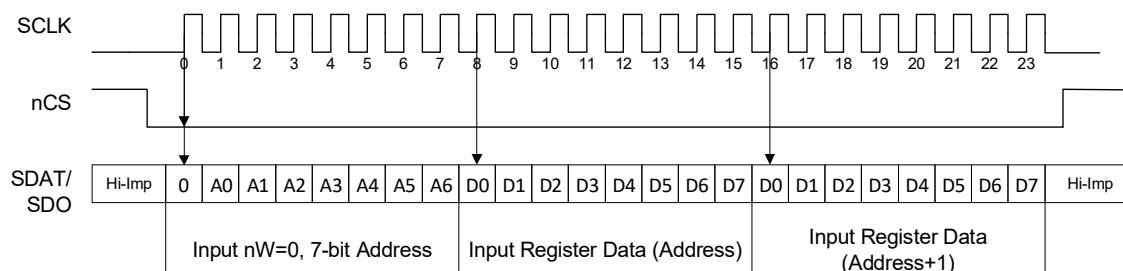 SCLK
0 1 2 3 4 5 6 7 8 9 10 11 12 13 14 15 16 17 18 19 20 21 22 23
nCS
SDAT/
SDO
Hi-Imp 0 A0 A1 A2 A3 A4 A5 A6 D0 D1 D2 D3 D4 D5 D6 D7 D0 D1 D2 D3 D4 D5 D6 D7 Hi-Imp
Input nW=0, 7-bit Address
Input Register Data (Address)
Input Register Data
(Address+1)